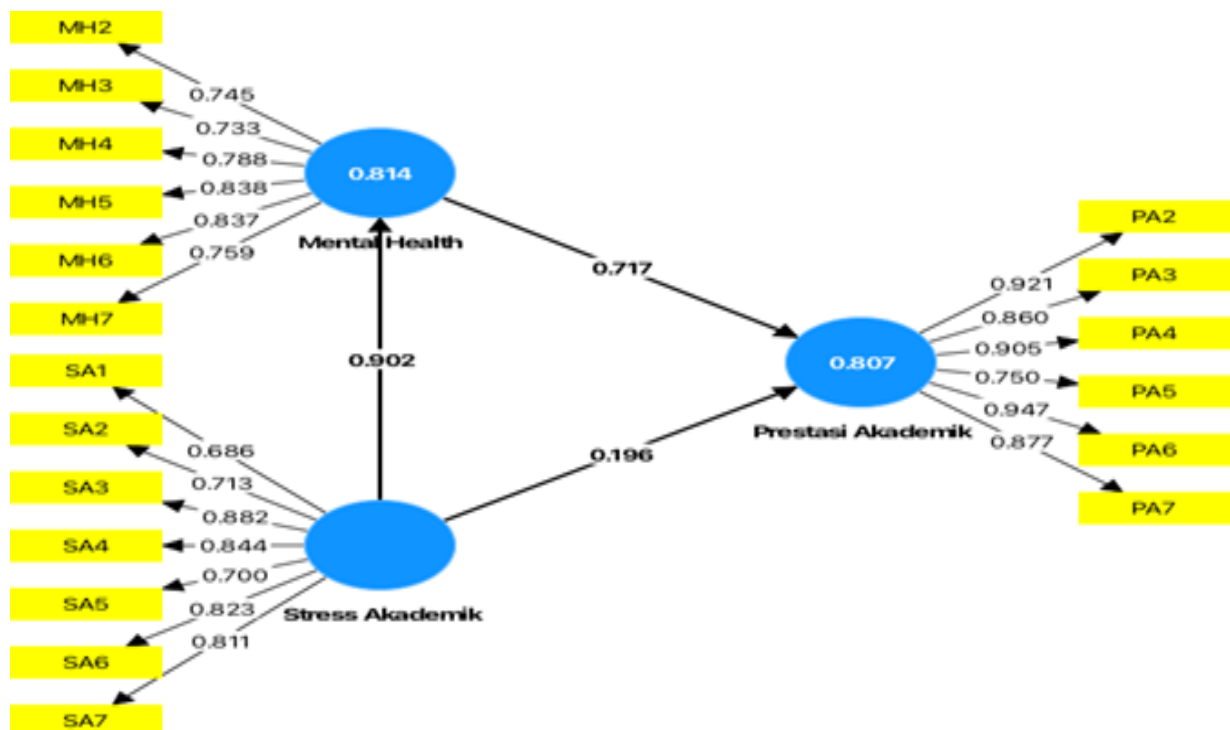 MH2
MH3
MH4
MH5
MH6
MH7
0.745
0.733
0.788
0.838
0.837
0.759
0.814
Mental Health
SA1
SA2
SA3
SA4
SA5
SA6
SA7
0.686
0.713
0.882
0.844
0.700
0.823
0.811
Stress Akademik
0.902
0.717
0.196
0.807
Prestasi Akademik
0.921
0.860
0.905
0.750
0.947
0.877
PA2
PA3
PA4
PA5
PA6
PA7